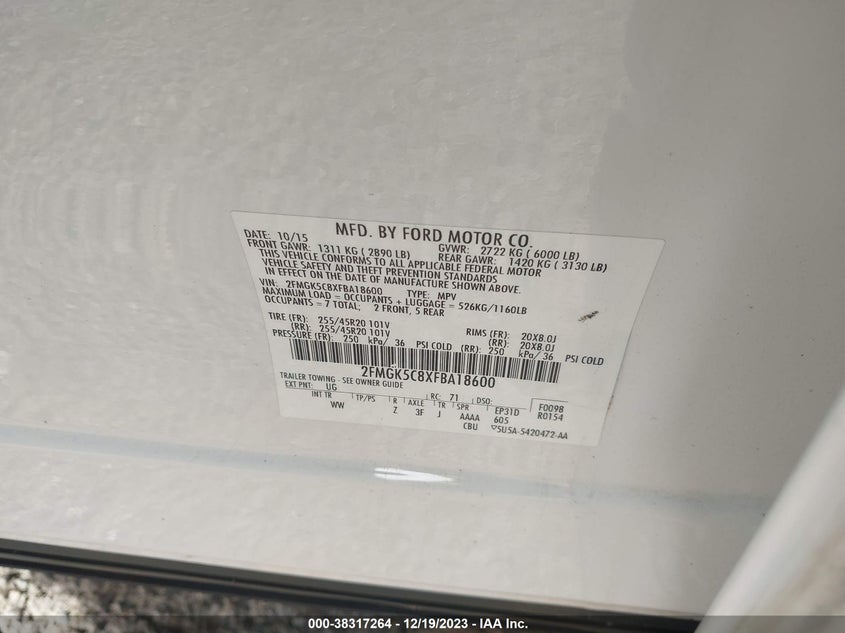 MFD. BY FORD MOTOR CO.
DATE: 10/15 GVWR: 2722 KG ( 6000 LB)
FRONT GAWR: 1311 KG ( 2890 LB) REAR GAWR: 1420 KG ( 3130 LB)
THIS VEHICLE CONFORMS TO ALL APPLICABLE FEDERAL MOTOR
VEHICLE SAFETY AND THEFT PREVENTION STANDARDS
IN EFFECT ON THE DATE OF MANUFACTURE SHOWN ABOVE.
VIN: 2FMGK5C8XFBA18600 TYPE: MPV
MAXIMUM LOAD = OCCUPANTS + LUGGAGE = 526KG/1160LB
OCCUPANTS = 7 TOTAL; 2 FRONT, 5 REAR
TIRE (FR): 255/45R20 101V RIMS (FR): 20X8.0J
(RR): 255/45R20 101V (RR): 20X8.0J
PRESSURE (FR): 250 kPa/ 36 PSI COLD (RR): 250 kPa/ 36 PSI COLD
2FMGK5C8XFBA18600
TRAILER TOWING - SEE OWNER GUIDE
EXT PNT: UG RC: 71 DSO: F0098
INT TR TP/PS R AXLE TR SPR EP31D R0154
WW Z 3F J AAAA 605
CBU ▽SU5A-5420472-AA
000-38317264 - 12/19/2023 - IAA Inc.